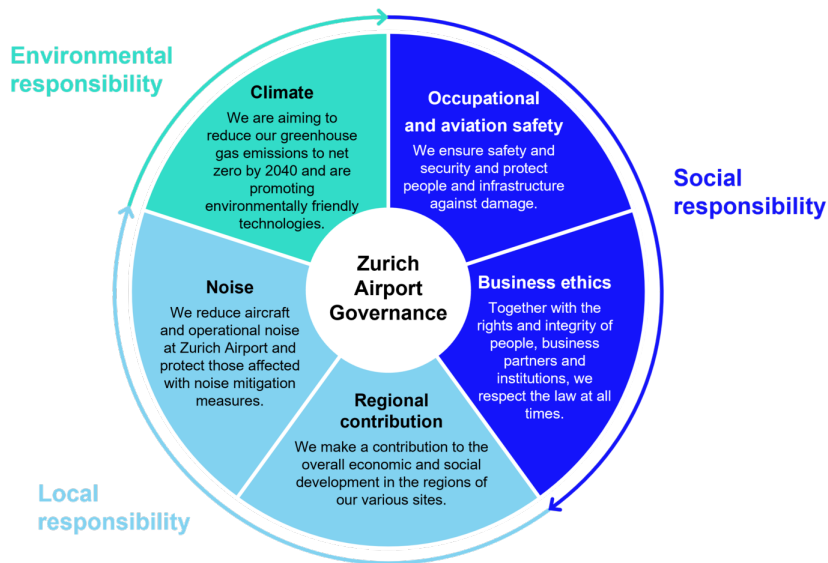 Environmental
responsibility
Climate
We are aiming to
reduce our greenhouse
gas emissions to net
zero by 2040 and are
promoting
environmentally friendly
technologies.
Occupational
and aviation safety
We ensure safety and
security and protect
people and infrastructure
against damage.
Social
responsibility
Zurich
Airport
Governance
Noise
We reduce aircraft
and operational noise
at Zurich Airport and
protect those affected
with noise mitigation
measures.
Business ethics
Together with the
rights and integrity of
people, business
partners and
institutions, we
respect the law at all
times.
Regional
contribution
We make a contribution to the
overall economic and social
development in the regions of
our various sites.
Local
responsibility